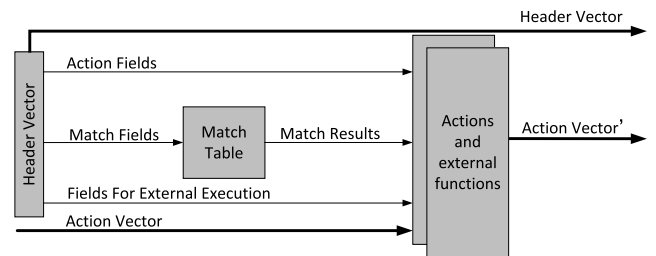 Header Vector
Action Fields
Header Vector
Match Fields
Match
Table
Match Results
Actions
and
external
functions
Action Vector'
Fields For External Execution
Action Vector